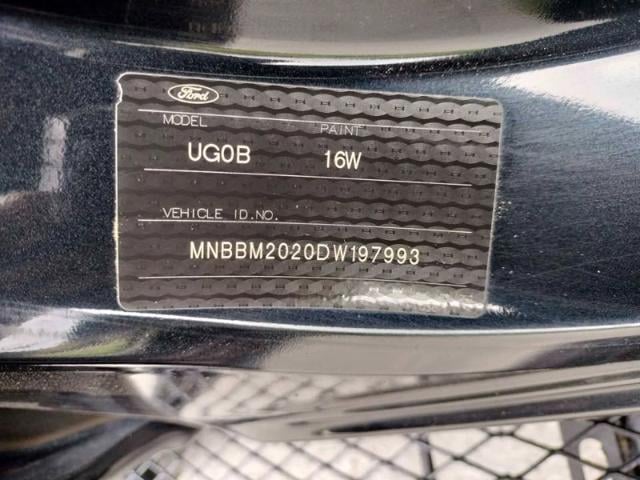 Ford
MODEL PAINT
UG0B 16W
VEHICLE ID.NO.
MNBBM2020DW197993